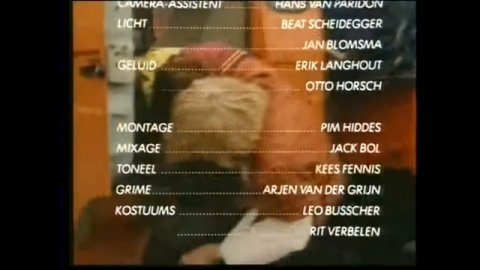 CAMERA-ASSISTENT HANS VAN PARIDON
LICHT BEAT SCHEIDEGGER
JAN BLOMSMA
GELUID ERIK LANGHOUT
OTTO HORSCH
MONTAGE PIM HIDDES
MIXAGE JACK BOL
TONEEL KEES FENNIS
GRIME ARJEN VAN DER GRIJN
KOSTUUMS LEO BUSSCHER
RIT VERBELEN